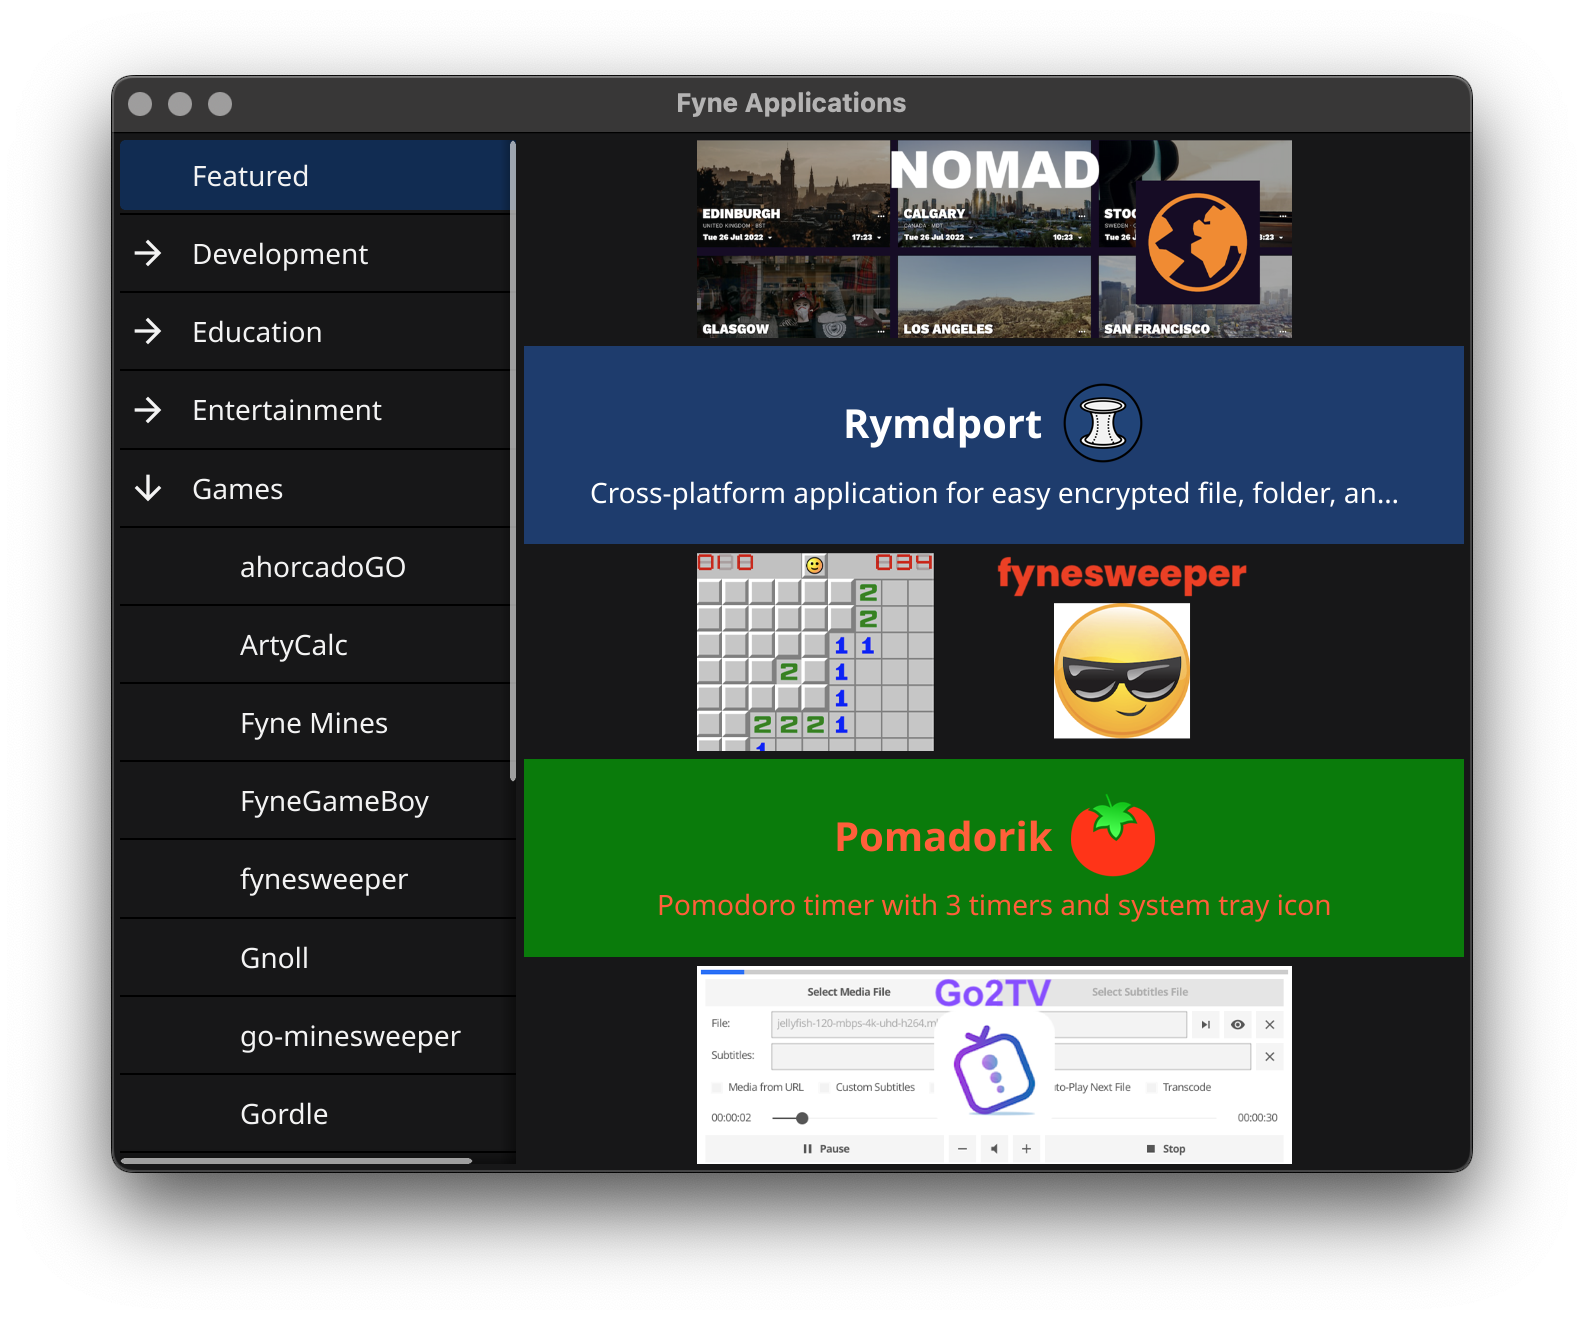 Fyne Applications
Featured
Development
Education
Entertainment
Games
ahorcadoGO
ArtyCalc
Fyne Mines
FyneGameBoy
fynesweeper
Gnoll
go-minesweeper
Gordle
NOMAD
EDINBURGH
UNITED KINGDOM · BST
Tue 26 Jul 2022
17:23
CALGARY
CANADA · MDT
Tue 26 Jul 2022
10:23
STOC
SWEDEN
Tue 26 J
:23
GLASGOW
LOS ANGELES
SAN FRANCISCO
Rymdport
Cross-platform application for easy encrypted file, folder, an...
010
034
2
2
1 1
2 1
1
2 2 2 1
1
fynesweeper
Pomadorik
Pomodoro timer with 3 timers and system tray icon
Go2TV
Select Media File
Select Subtitles File
File:
jellyfish-120-mbps-4k-uhd-h264.m
Subtitles:
Media from URL
Custom Subtitles
to-Play Next File
Transcode
00:00:02
00:00:30
Pause
Stop